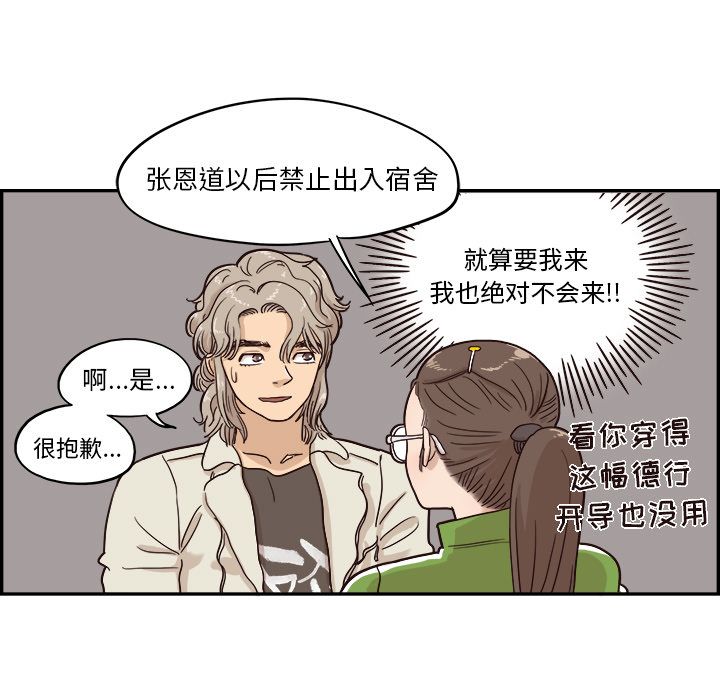 张恩道以后禁止出入宿舍
就算要我来
我也绝对不会来!!
啊...是...
很抱歉...
看你穿得
这幅德行
开导也没用